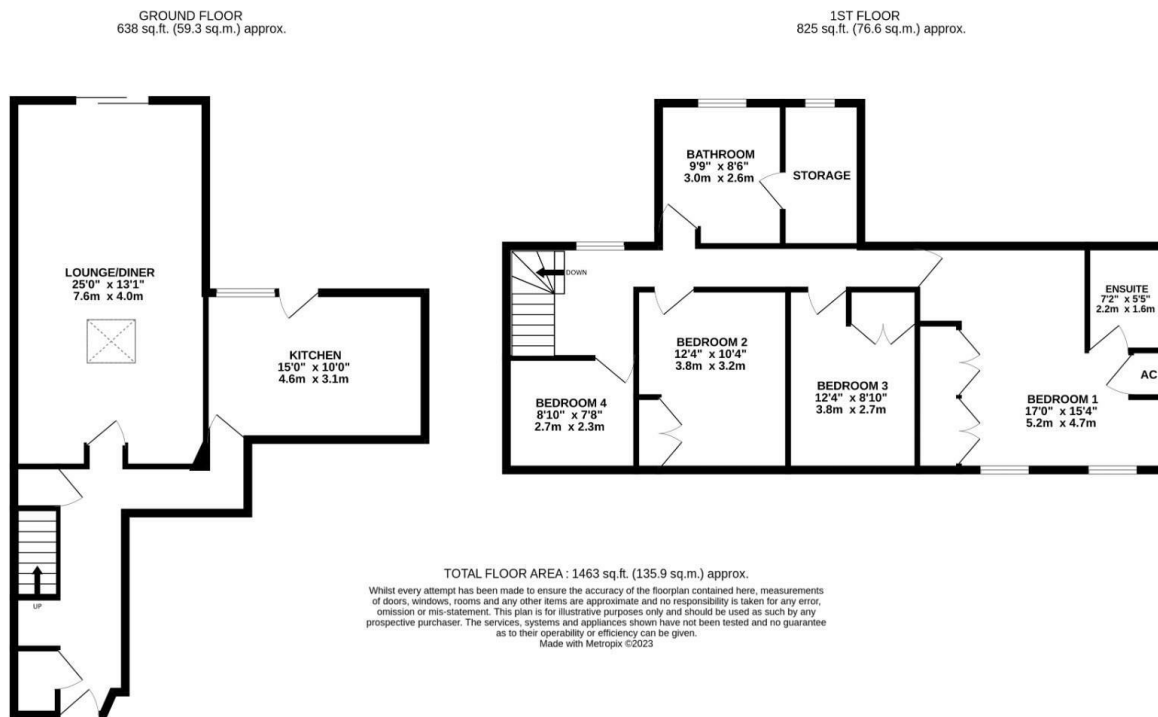 GROUND FLOOR
638 sq.ft. (59.3 sq.m.) approx.
1ST FLOOR
825 sq.ft. (76.6 sq.m.) approx.
LOUNGE/DINER
25'0" x 13'1"
7.6m x 4.0m
KITCHEN
15'0" x 10'0"
4.6m x 3.1m
UP
BATHROOM
9'9" x 8'6"
3.0m x 2.6m
STORAGE
DOWN
ENSUITE
7'2" x 5'5"
2.2m x 1.6m
BEDROOM 2
12'4" x 10'4"
3.8m x 3.2m
BEDROOM 3
12'4" x 8'10"
3.8m x 2.7m
AC
BEDROOM 4
8'10" x 7'8"
2.7m x 2.3m
BEDROOM 1
17'0" x 15'4"
5.2m x 4.7m
TOTAL FLOOR AREA : 1463 sq.ft. (135.9 sq.m.) approx.
Whilst every attempt has been made to ensure the accuracy of the floorplan contained here, measurements
of doors, windows, rooms and any other items are approximate and no responsibility is taken for any error,
omission or mis-statement. This plan is for illustrative purposes only and should be used as such by any
prospective purchaser. The services, systems and appliances shown have not been tested and no guarantee
as to their operability or efficiency can be given.
Made with Metropix ©2023